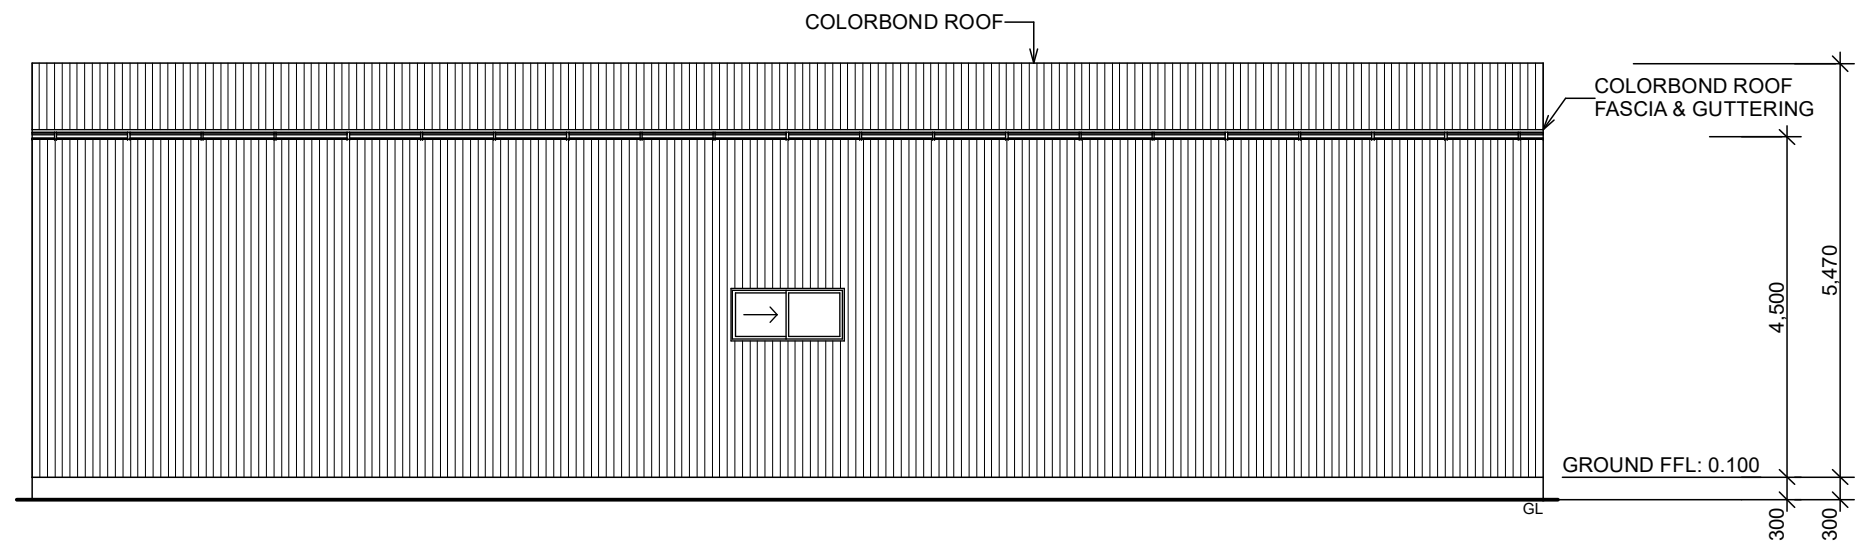 COLORBOND ROOF
COLORBOND ROOF
FASCIA & GUTTERING
5,470
4,500
GROUND FFL: 0.100
GL
300
300